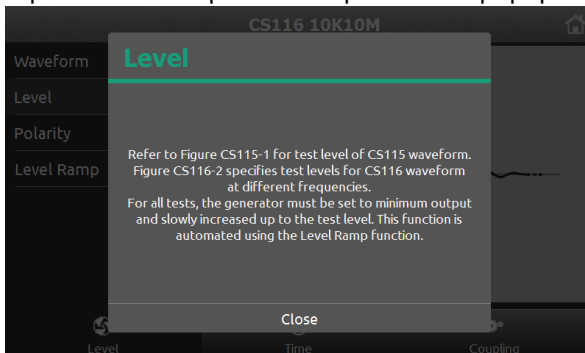 CS116 10K10M
Waveform
Level
Level
Polarity
Level Ramp
Refer to Figure CS115-1 for test level of CS115 waveform.
Figure CS116-2 specifies test levels for CS116 waveform
at different frequencies.
For all tests, the generator must be set to minimum output
and slowly increased up to the test level. This function is
automated using the Level Ramp function.
Close
Level
Time
Coupling